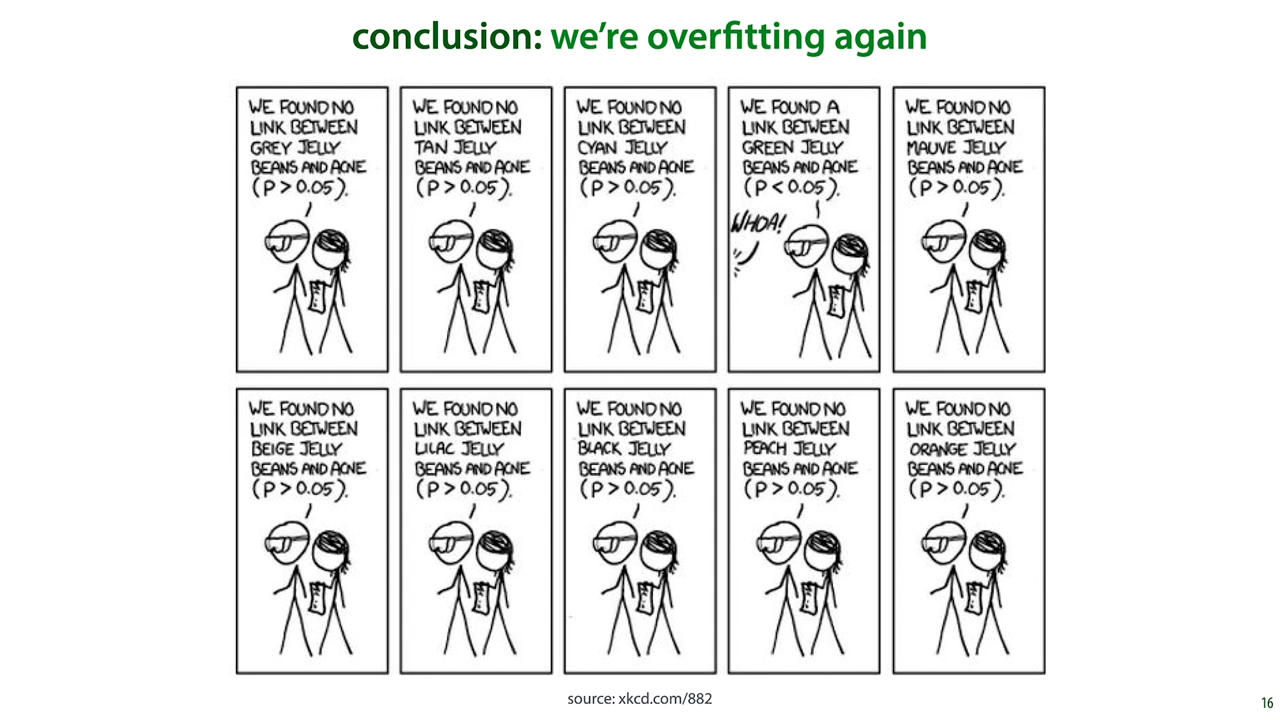 conclusion: we're overfitting again
WE FOUND NO
LINK BETWEEN
GREY JELLY
BEANS AND ACNE
(P > 0.05).
WE FOUND NO
LINK BETWEEN
TAN JELLY
BEANS AND ACNE
(P > 0.05).
WE FOUND NO
LINK BETWEEN
CYAN JELLY
BEANS AND ACNE
(P > 0.05).
WE FOUND A
LINK BETWEEN
GREEN JELLY
BEANS AND ACNE
(P < 0.05).
WHOA!
WE FOUND NO
LINK BETWEEN
MAUVE JELLY
BEANS AND ACNE
(P > 0.05).
WE FOUND NO
LINK BETWEEN
BEIGE JELLY
BEANS AND ACNE
(P > 0.05).
WE FOUND NO
LINK BETWEEN
LILAC JELLY
BEANS AND ACNE
(P > 0.05).
WE FOUND NO
LINK BETWEEN
BLACK JELLY
BEANS AND ACNE
(P > 0.05).
WE FOUND NO
LINK BETWEEN
PEACH JELLY
BEANS AND ACNE
(P > 0.05).
WE FOUND NO
LINK BETWEEN
ORANGE JELLY
BEANS AND ACNE
(P > 0.05).
source: xkcd.com/882
16